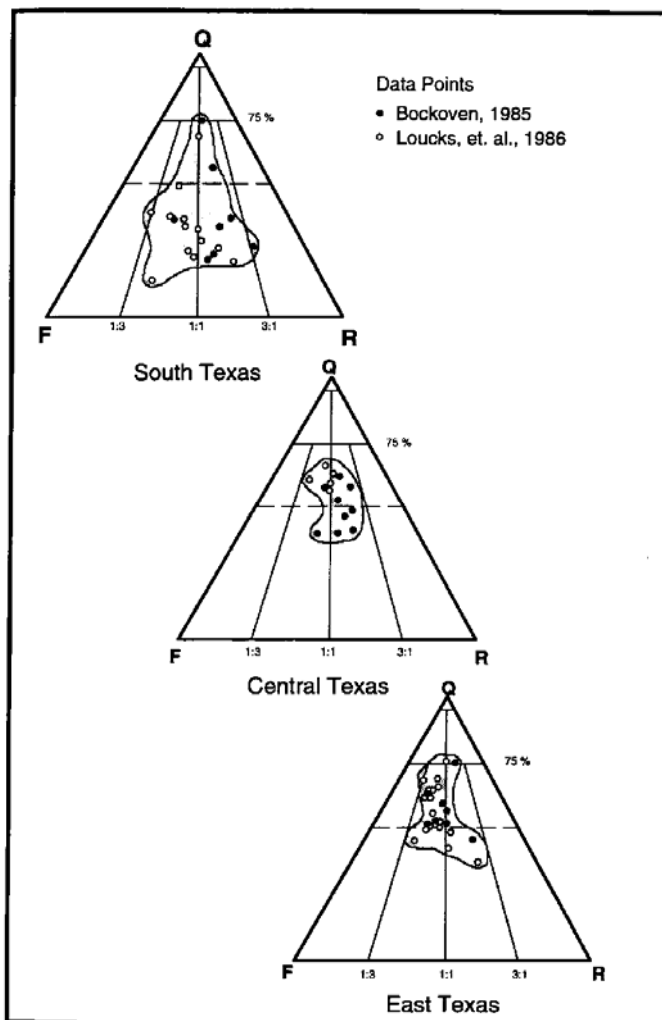 Q
Data Points
75 %
● Bockoven, 1985
○ Loucks, et. al., 1986
F 1:3 1:1 3:1 R
South Texas
Q
75 %
F 1:3 1:1 3:1 R
Central Texas
Q
75 %
F 1:3 1:1 3:1 R
East Texas